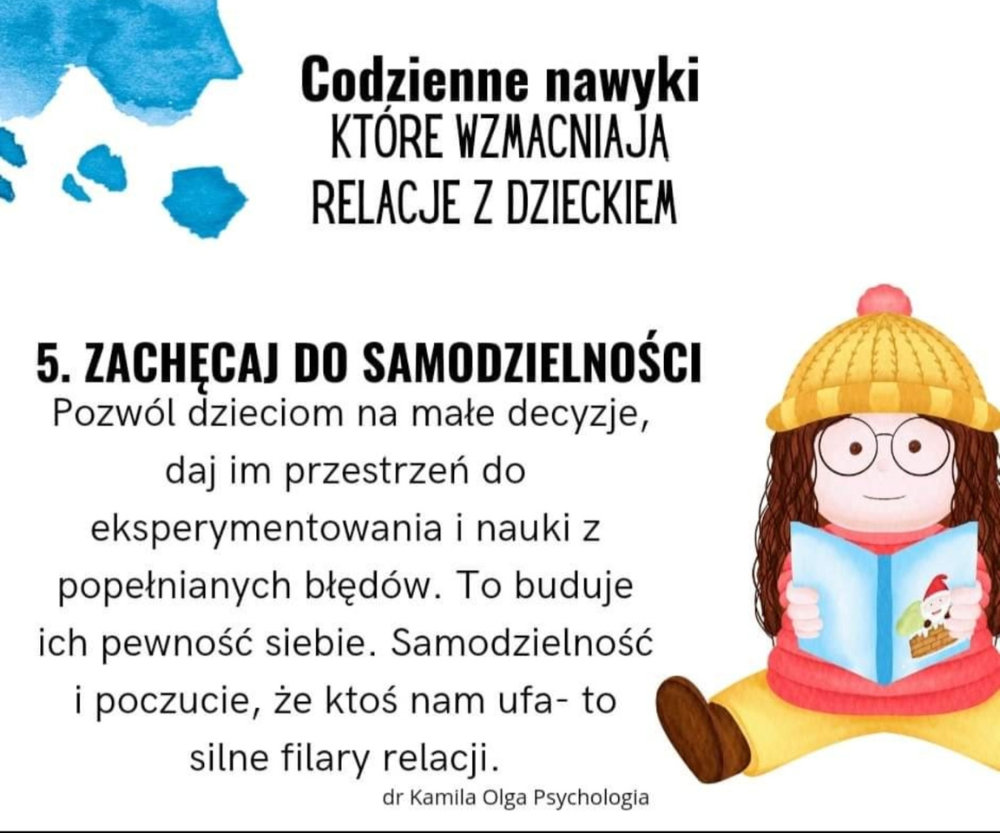 Codzienne nawyki
KTÓRE WZMACNIAJĄ
RELACJE Z DZIECKIEM
5. ZACHĘCAJ DO SAMODZIELNOŚCI
Pozwól dzieciom na małe decyzje,
daj im przestrzeń do
eksperymentowania i nauki z
popełnianych błędów. To buduje
ich pewność siebie. Samodzielność
i poczucie, że ktoś nam ufa- to
silne filary relacji.
dr Kamila Olga Psychologia